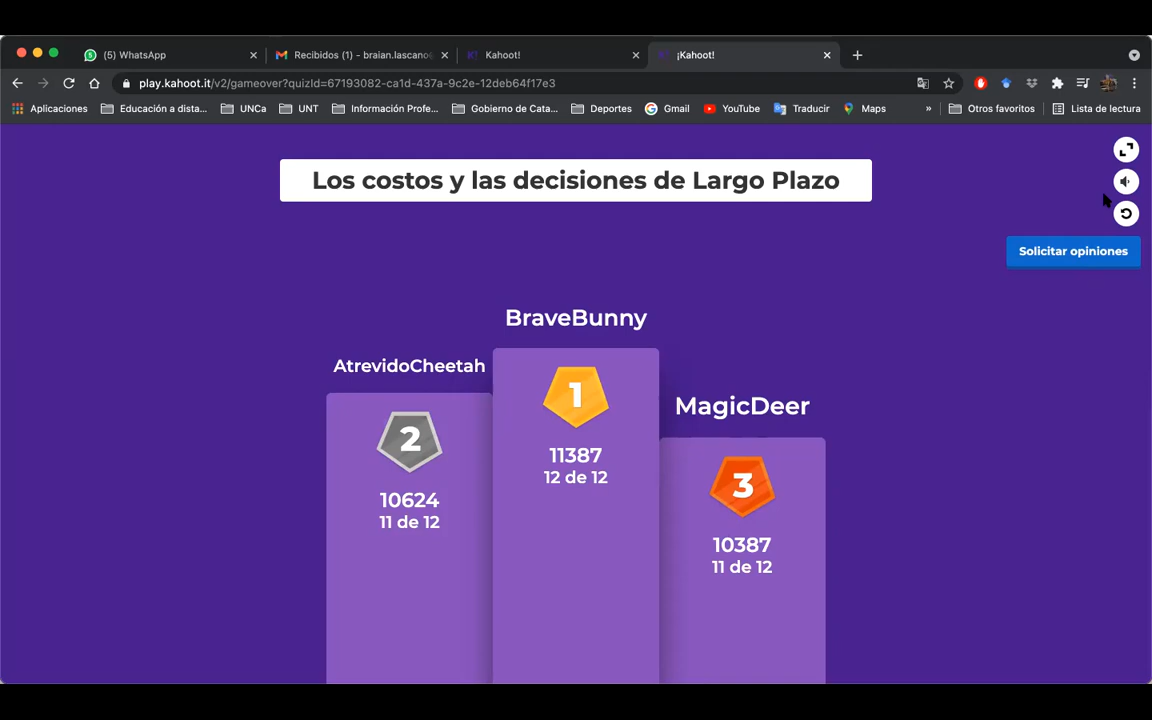 (5) WhatsApp
Recibidos (1) - braian.lascano
Kahoot!
¡Kahoot!
play.kahoot.it/v2/gameover?quizId=67193082-ca1d-437a-9c2e-12deb64f17e3
Aplicaciones
Educación a dista...
UNCa
UNT
Información Profe...
Gobierno de Cata...
Deportes
Gmail
YouTube
Traducir
Maps
»
Otros favoritos
Lista de lectura
Los costos y las decisiones de Largo Plazo
Solicitar opiniones
BraveBunny
AtrevidoCheetah
1
MagicDeer
2
11387
12 de 12
3
10624
11 de 12
10387
11 de 12